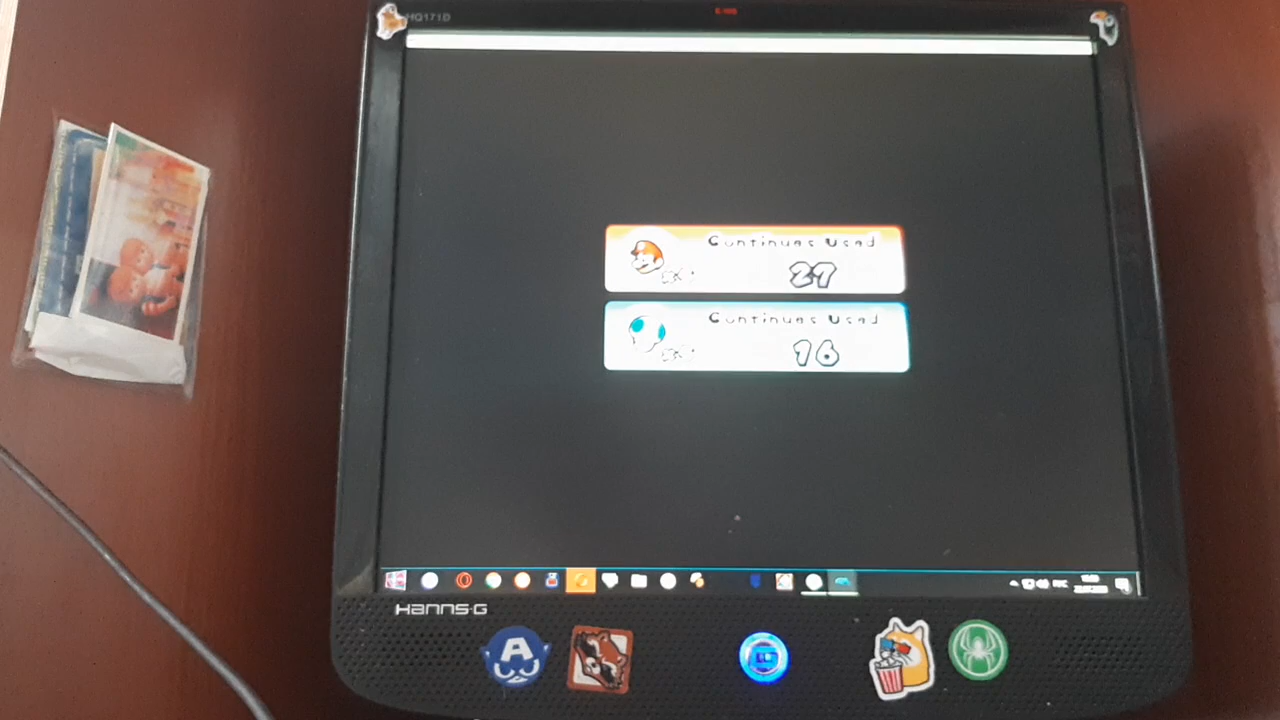 HQ171D
Continues Used
27
Continues Used
16
HANNS·G
A